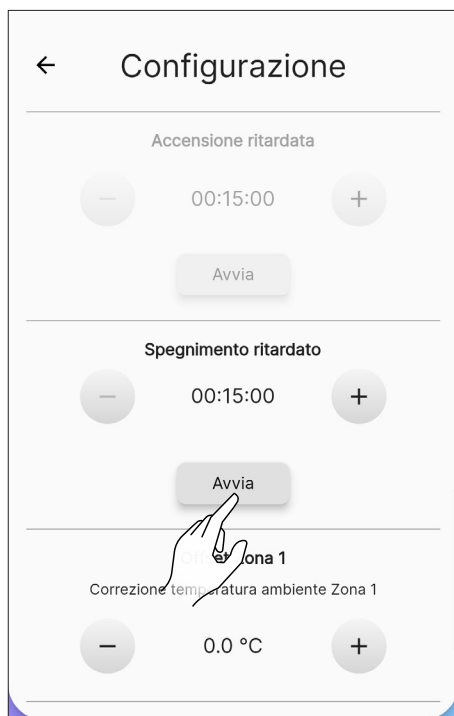 Configurazione
Accensione ritardata
− 00:15:00 +
Avvia
Spegnimento ritardato
− 00:15:00 +
Avvia
Offset zona 1
Correzione temperatura ambiente Zona 1
− 0.0 °C +